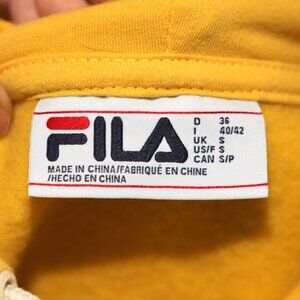 FILA
D 36
I 40/42
UK S
US/F S
CAN S/P
MADE IN CHINA/FABRIQUÉ EN CHINE
/HECHO EN CHINA